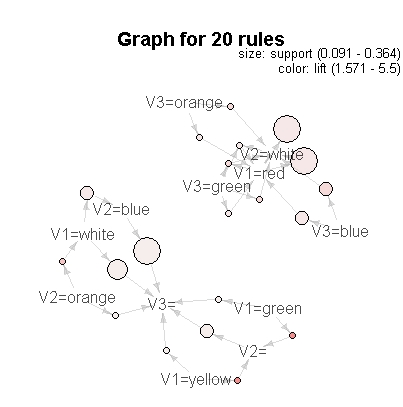 Graph for 20 rules
size: support (0.091 - 0.364)
color: lift (1.571 - 5.5)
V3=orange
V2=white
V1=red
V3=green
V2=blue
V3=blue
V1=white
V2=orange
V3=
V1=green
V2=
V1=yellow